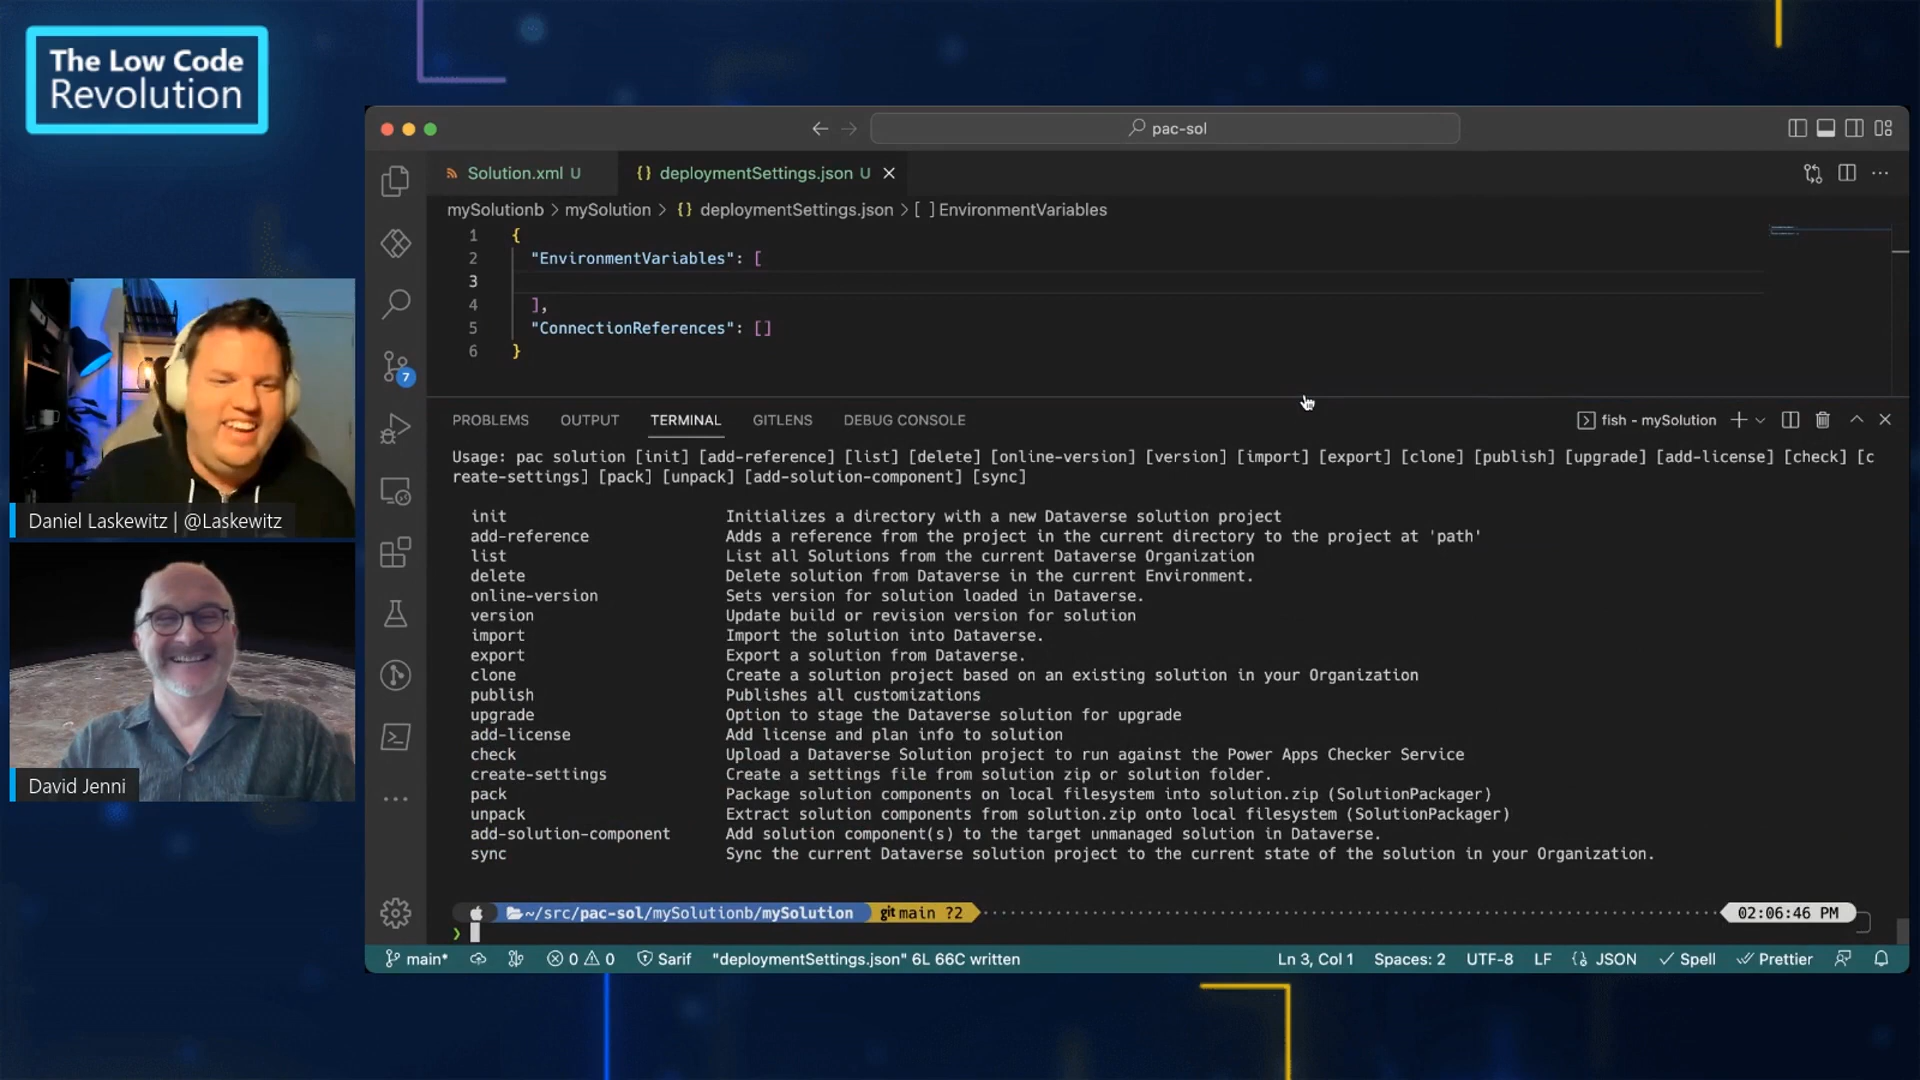 The Low Code
Revolution
pac-sol
Solution.xml U
{} deploymentSettings.json U
mySolutionb > mySolution > {} deploymentSettings.json > [ ] EnvironmentVariables
1 {
2 "EnvironmentVariables": [
3
4 ],
5 "ConnectionReferences": []
6 }
PROBLEMS OUTPUT TERMINAL GITLENS DEBUG CONSOLE
fish - mySolution
Usage: pac solution [init] [add-reference] [list] [delete] [online-version] [version] [import] [export] [clone] [publish] [upgrade] [add-license] [check] [c
reate-settings] [pack] [unpack] [add-solution-component] [sync]
init Initializes a directory with a new Dataverse solution project
add-reference Adds a reference from the project in the current directory to the project at 'path'
list List all Solutions from the current Dataverse Organization
delete Delete solution from Dataverse in the current Environment.
online-version Sets version for solution loaded in Dataverse.
version Update build or revision version for solution
import Import the solution into Dataverse.
export Export a solution from Dataverse.
clone Create a solution project based on an existing solution in your Organization
publish Publishes all customizations
upgrade Option to stage the Dataverse solution for upgrade
add-license Add license and plan info to solution
check Upload a Dataverse Solution project to run against the Power Apps Checker Service
create-settings Create a settings file from solution zip or solution folder.
pack Package solution components on local filesystem into solution.zip (SolutionPackager)
unpack Extract solution components from solution.zip onto local filesystem (SolutionPackager)
add-solution-component Add solution component(s) to the target unmanaged solution in Dataverse.
sync Sync the current Dataverse solution project to the current state of the solution in your Organization.
~/src/pac-sol/mySolutionb/mySolution git main ?2 02:06:46 PM
❯
7
main* 0 0 Sarif "deploymentSettings.json" 6L 66C written Ln 3, Col 1 Spaces: 2 UTF-8 LF {} JSON Spell Prettier
Daniel Laskewitz | @Laskewitz
David Jenni